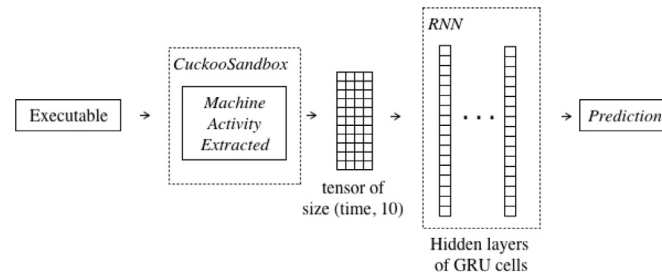 RNN
CuckooSandbox
Executable
Machine
Activity
Extracted
. . .
Prediction
tensor of
size (time, 10)
Hidden layers
of GRU cells